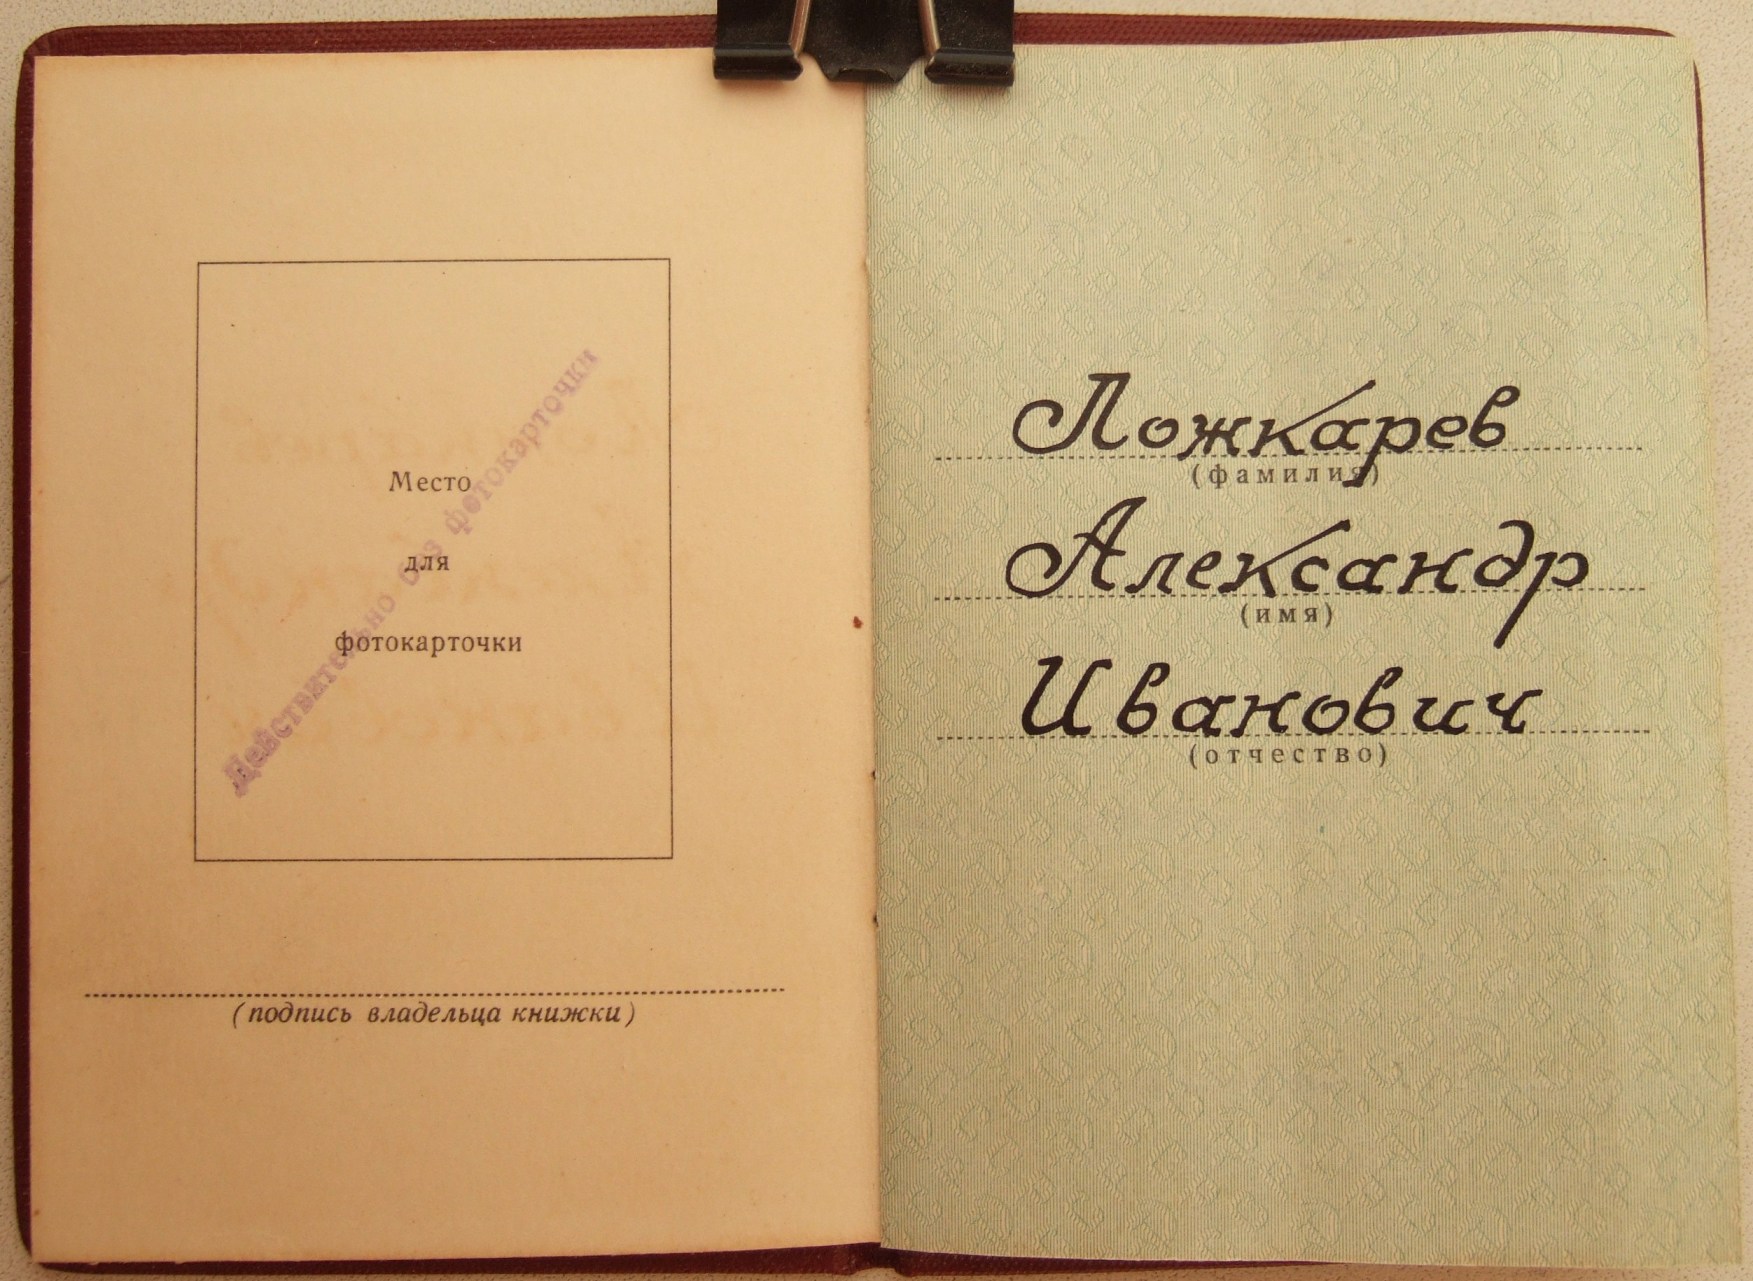 Место
для
фотокарточки
Действительно без фотокарточки
(подпись владельца книжки)
Ложкарев
(фамилия)
Александр
(имя)
Иванович
(отчество)